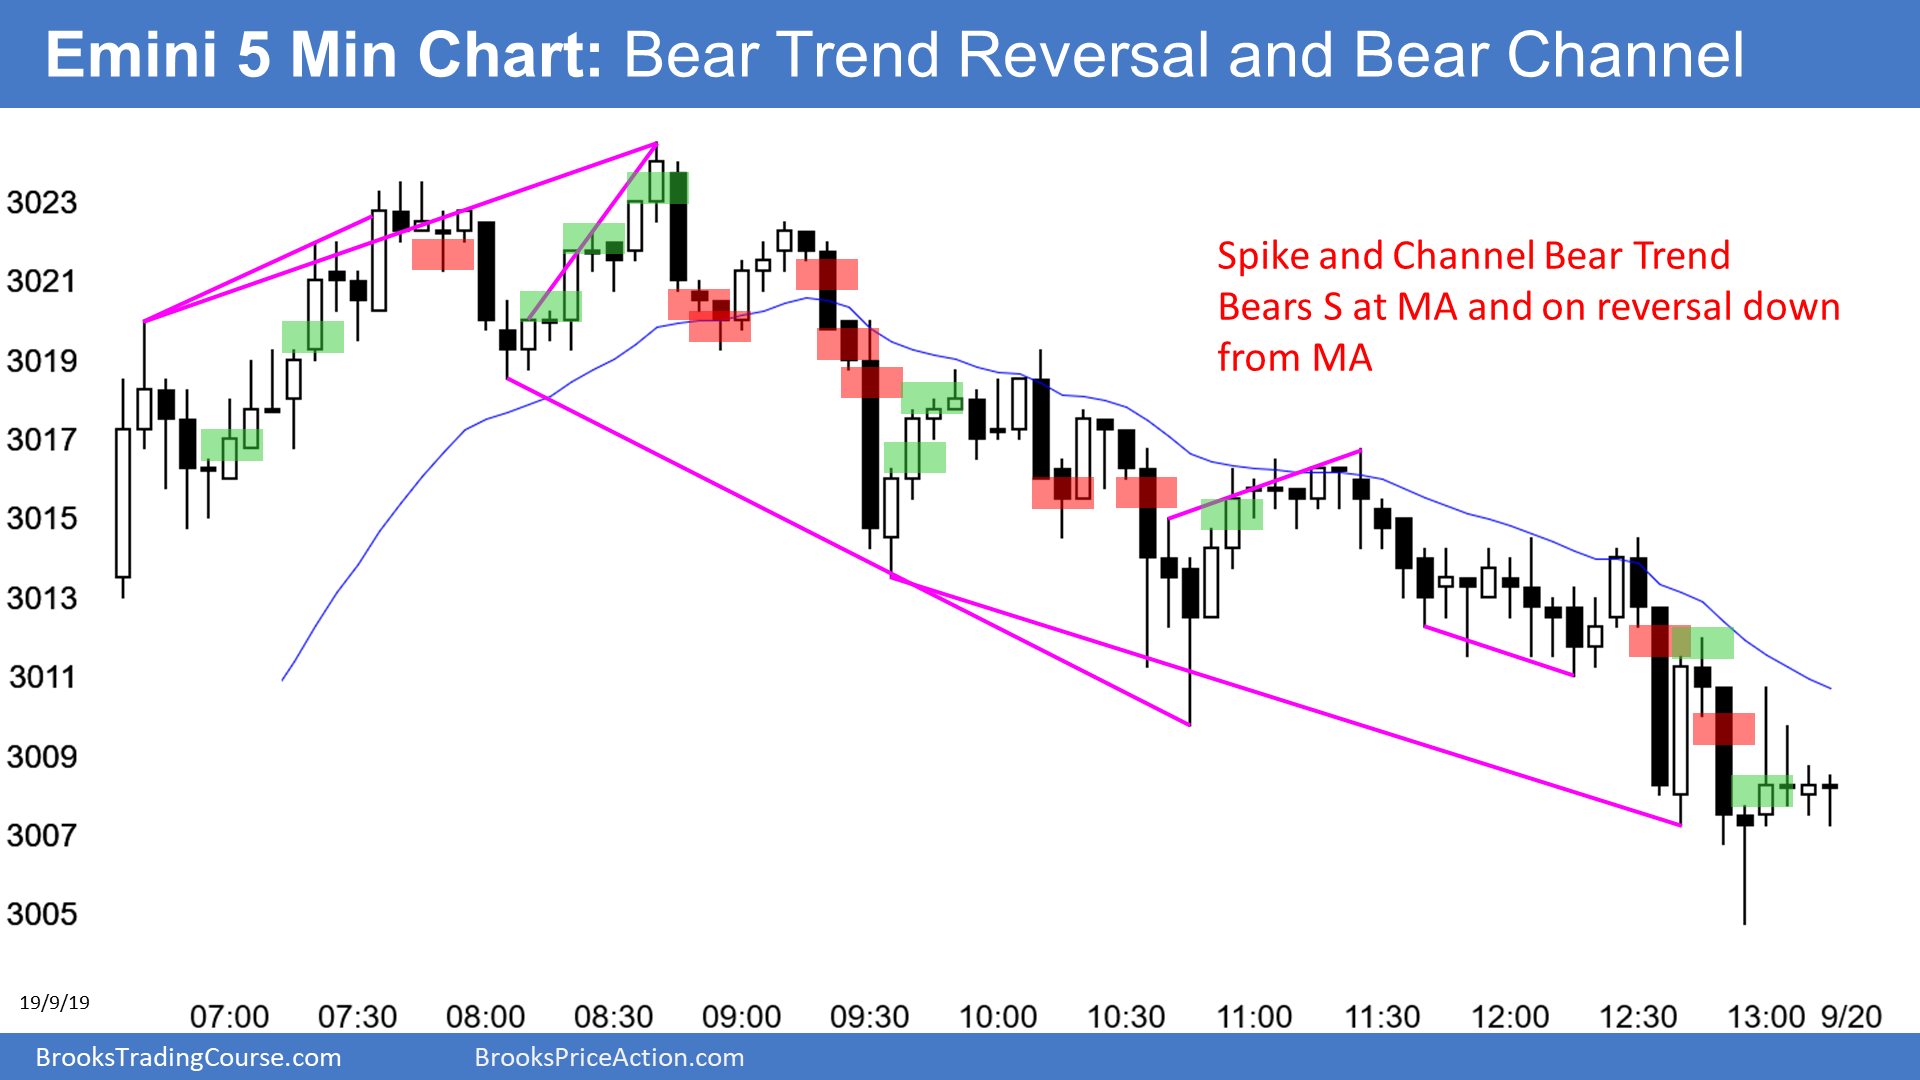 Emini 5 Min Chart: Bear Trend Reversal and Bear Channel
3023
3021
3019
3017
3015
3013
3011
3009
3007
3005
Spike and Channel Bear Trend
Bears S at MA and on reversal down
from MA
19/9/19
07:00 07:30 08:00 08:30 09:00 09:30 10:00 10:30 11:00 11:30 12:00 12:30 13:00 9/20
BrooksTradingCourse.com BrooksPriceAction.com